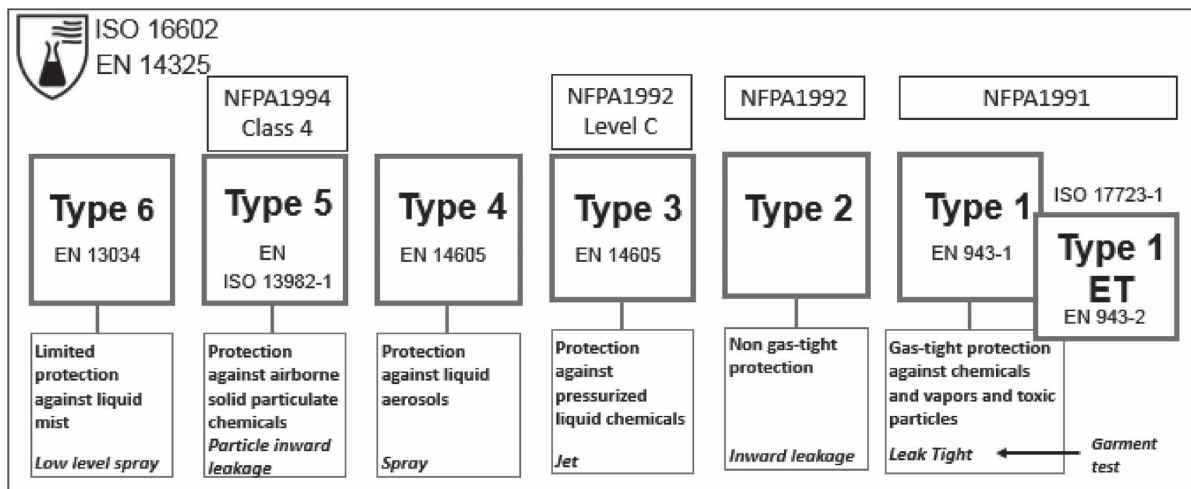 ISO 16602
EN 14325
NFPA1994
Class 4
NFPA1992
Level C
NFPA1992
NFPA1991
Type 6
EN 13034
Type 5
EN
ISO 13982-1
Type 4
EN 14605
Type 3
EN 14605
Type 2
Type 1
EN 943-1
ISO 17723-1
Type 1
ET
EN 943-2
Limited
protection
against liquid
mist
Low level spray
Protection
against airborne
solid particulate
chemicals
Particle inward
leakage
Protection
against liquid
aerosols
Spray
Protection
against
pressurized
liquid chemicals
Jet
Non gas-tight
protection
Inward leakage
Gas-tight protection
against chemicals
and vapors and toxic
particles
Leak Tight
Garment
test